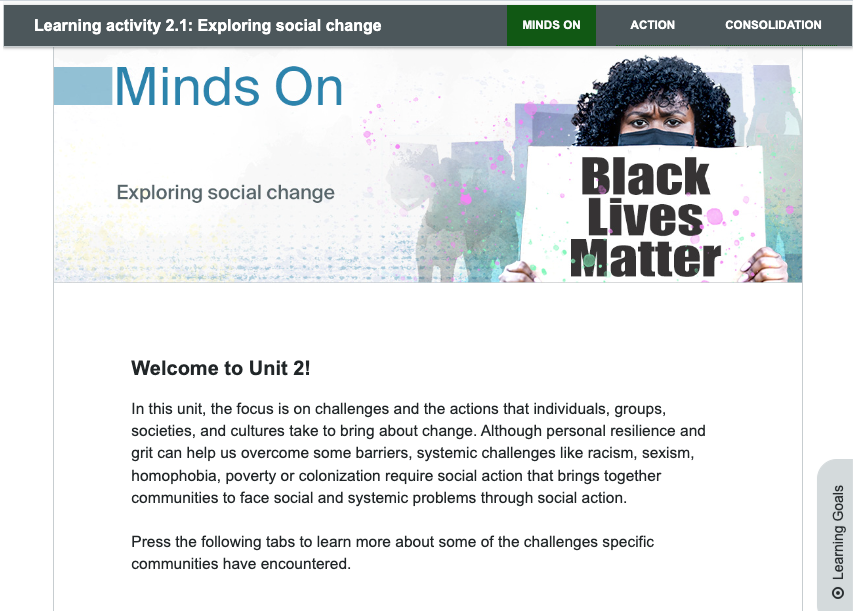 Learning activity 2.1: Exploring social change
MINDS ON
ACTION
CONSOLIDATION
Minds On
Exploring social change
Black
Lives
Matter
Welcome to Unit 2!
In this unit, the focus is on challenges and the actions that individuals, groups,
societies, and cultures take to bring about change. Although personal resilience and
grit can help us overcome some barriers, systemic challenges like racism, sexism,
homophobia, poverty or colonization require social action that brings together
communities to face social and systemic problems through social action.
Press the following tabs to learn more about some of the challenges specific
communities have encountered.
Learning Goals